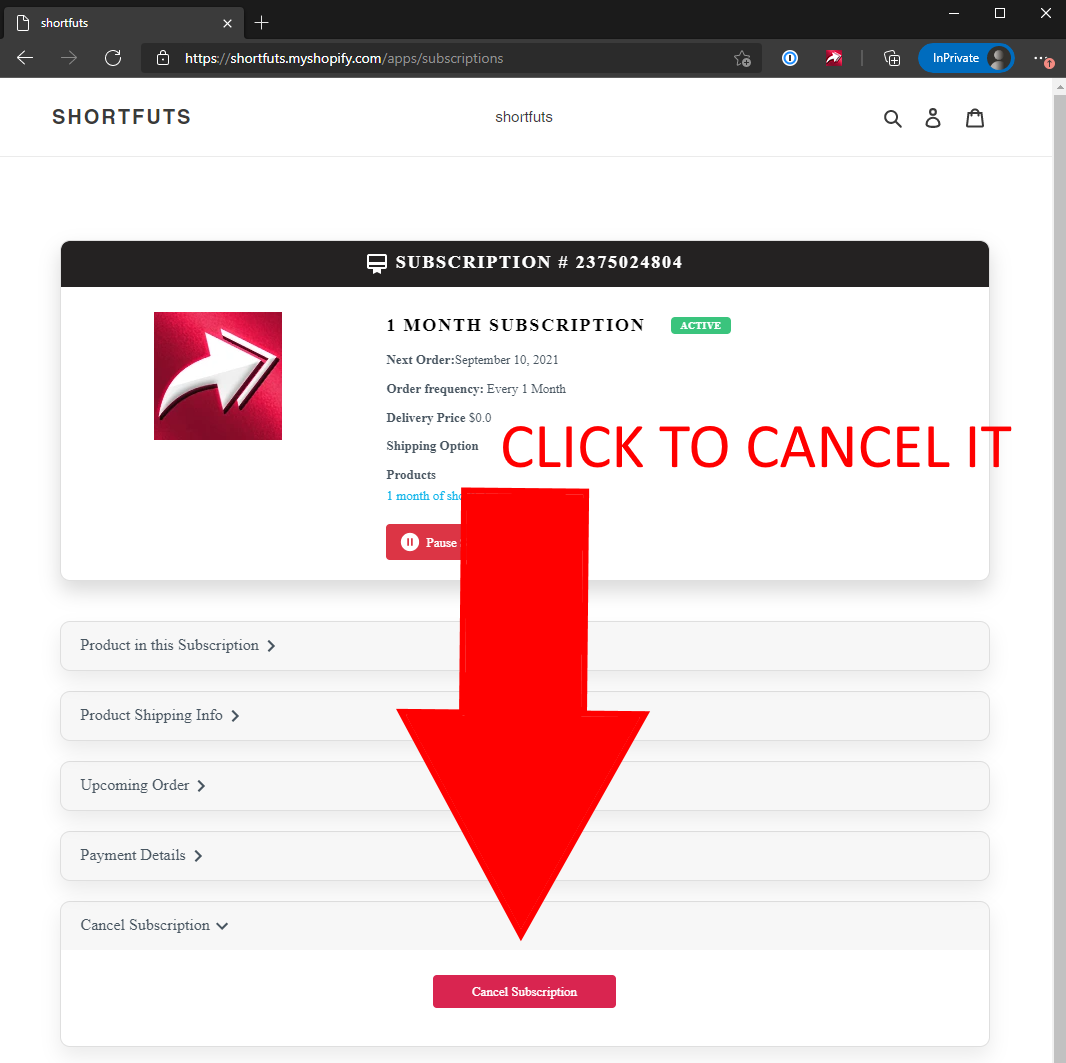 shortfuts
https://shortfuts.myshopify.com/apps/subscriptions
InPrivate
SHORTFUTS
shortfuts
SUBSCRIPTION # 2375024804
1 MONTH SUBSCRIPTION ACTIVE
Next Order:September 10, 2021
Order frequency: Every 1 Month
Delivery Price $0.0
Shipping Option
CLICK TO CANCEL IT
Products
1 month of
Pause
Product in this Subscription
Product Shipping Info
Upcoming Order
Payment Details
Cancel Subscription
Cancel Subscription